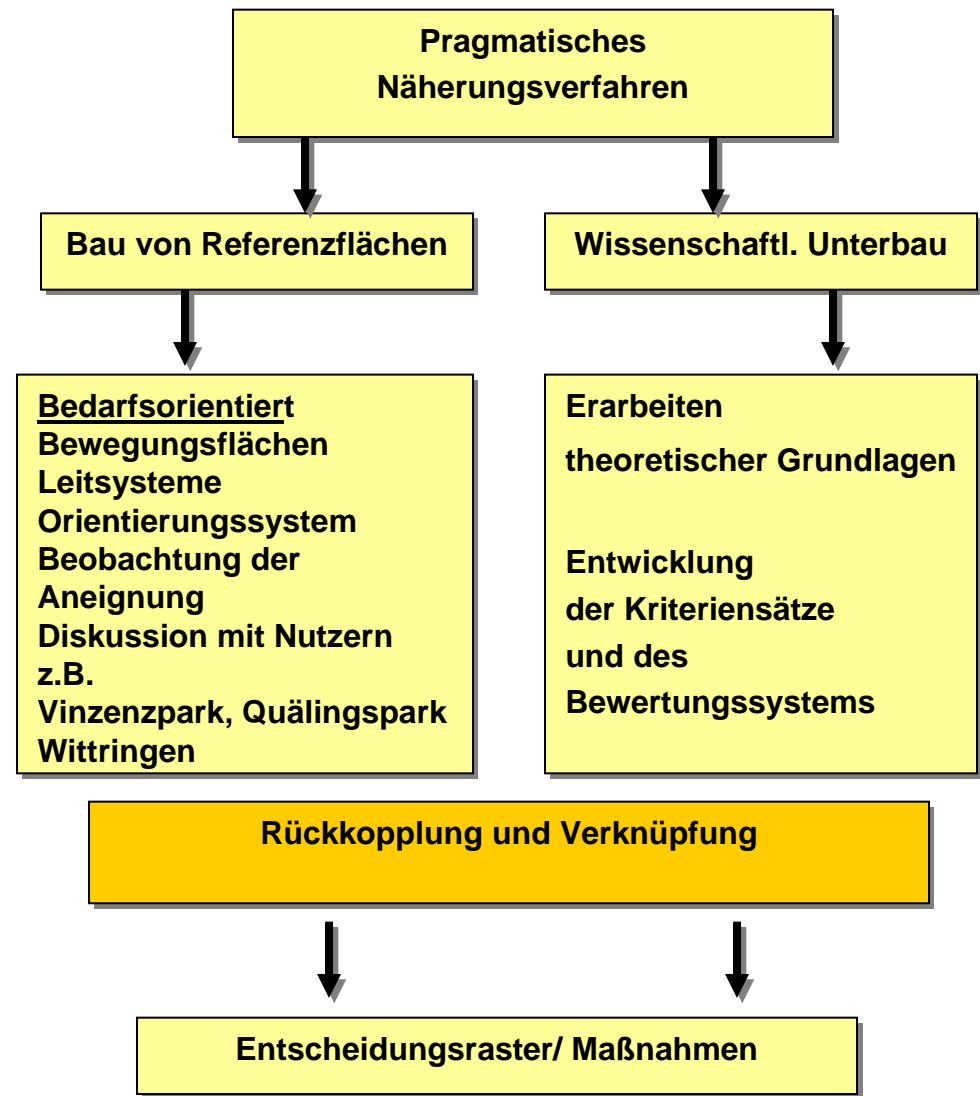 Pragmatisches
Näherungsverfahren
Bau von Referenzflächen
Wissenschaftl. Unterbau
Bedarfsorientiert
Bewegungsflächen
Leitsysteme
Orientierungssystem
Beobachtung der
Aneignung
Diskussion mit Nutzern
z.B.
Vinzenzpark, Quälingspark
Wittringen
Erarbeiten
theoretischer Grundlagen
Entwicklung
der Kriteriensätze
und des
Bewertungssystems
Rückkopplung und Verknüpfung
Entscheidungsraster/ Maßnahmen